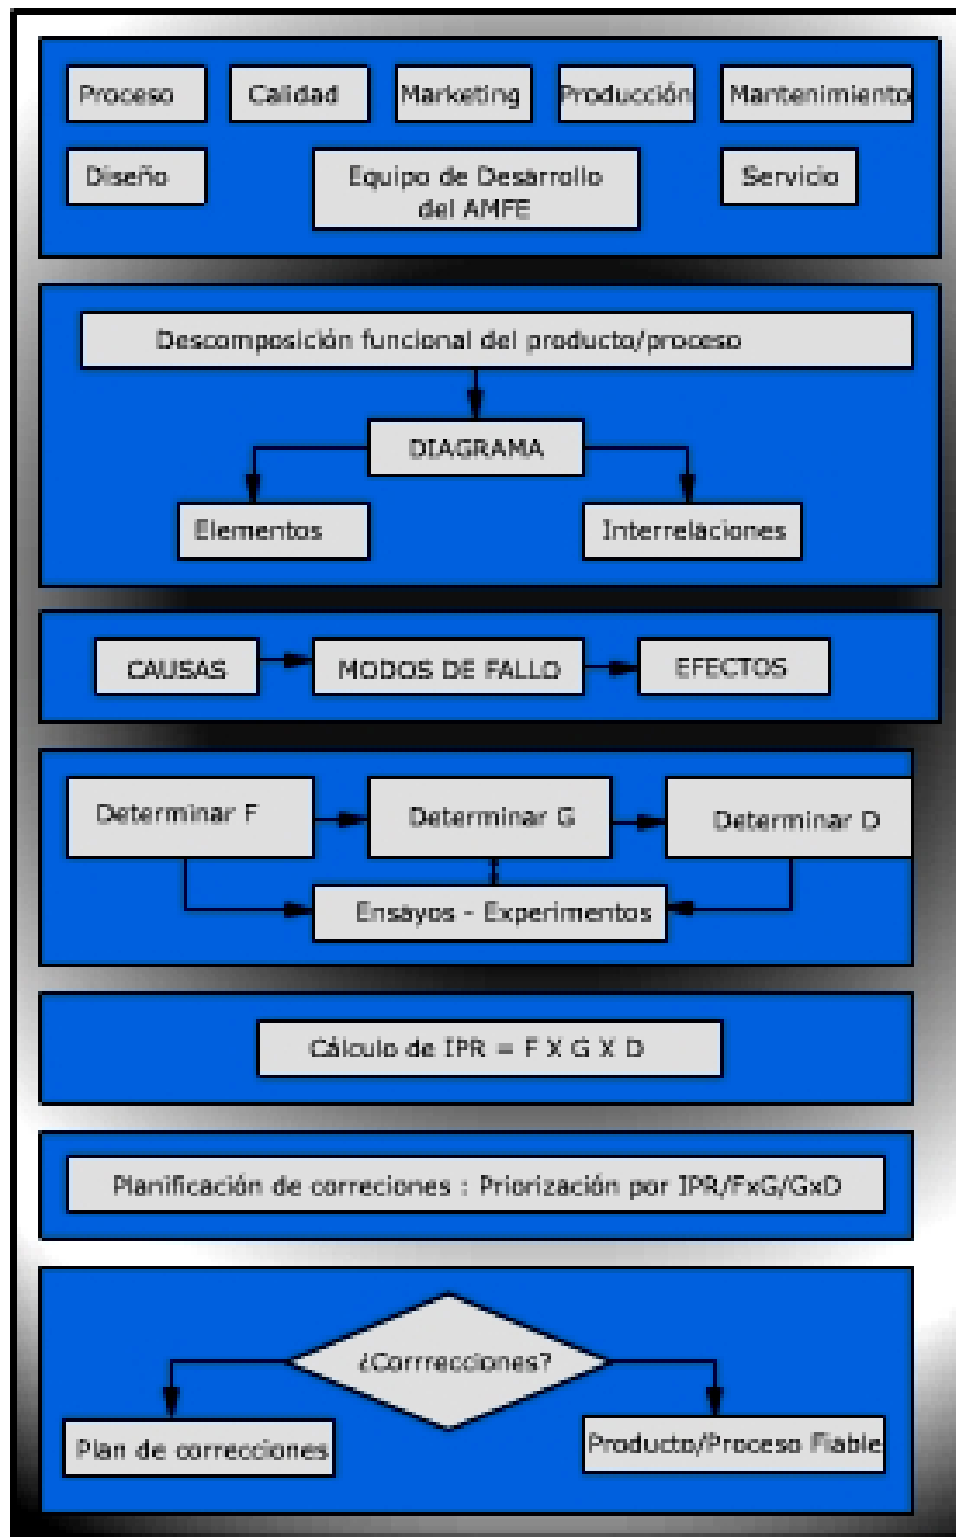 Proceso
Calidad
Marketing
Producción
Mantenimiento
Diseño
Equipo de Desarrollo
del AMFE
Servicio
Descomposición funcional del producto/proceso
DIAGRAMA
Elementos
Interrelaciones
CAUSAS
MODOS DE FALLO
EFECTOS
Determinar F
Determinar G
Determinar D
Ensayos - Experimentos
Cálculo de IPR = F X G X D
Planificación de correciones : Priorización por IPR/FxG/GxD
¿Corrrecciones?
Plan de correcciones
Producto/Proceso Fiable